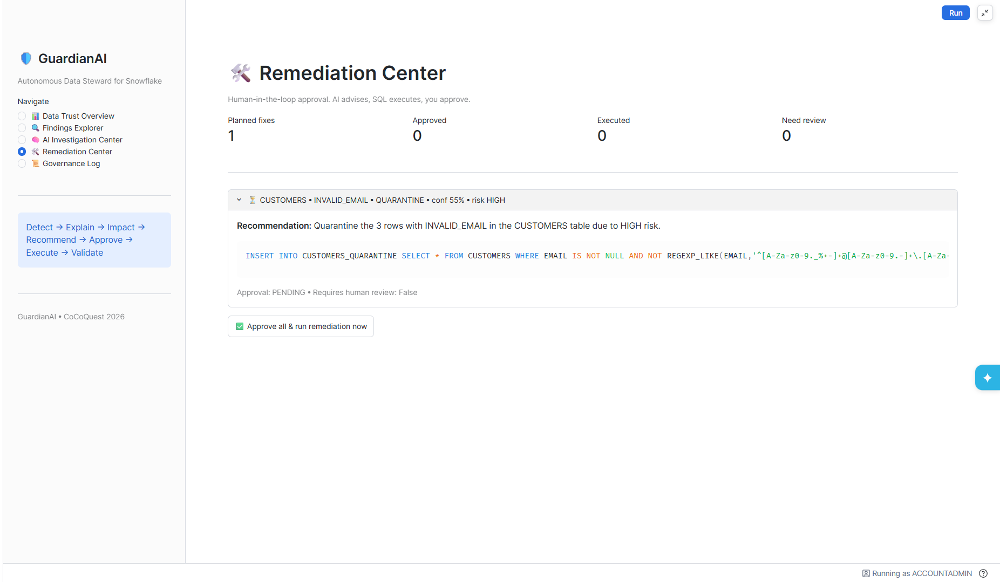 Run
GuardianAI
Autonomous Data Steward for Snowflake
Navigate
Data Trust Overview
Findings Explorer
AI Investigation Center
Remediation Center
Governance Log
Detect → Explain → Impact →
Recommend → Approve →
Execute → Validate
GuardianAI • CoCoQuest 2026
Remediation Center
Human-in-the-loop approval. AI advises, SQL executes, you approve.
Planned fixes Approved Executed Need review
1 0 0 0
CUSTOMERS • INVALID_EMAIL • QUARANTINE • conf 55% • risk HIGH
Recommendation: Quarantine the 3 rows with INVALID_EMAIL in the CUSTOMERS table due to HIGH risk.
INSERT INTO CUSTOMERS_QUARANTINE SELECT * FROM CUSTOMERS WHERE EMAIL IS NOT NULL AND NOT REGEXP_LIKE(EMAIL,'^[A-Za-z0-9._%+-]+@[A-Za-z0-9.-]+\.[A-Za-
Approval: PENDING • Requires human review: False
Approve all & run remediation now
Running as ACCOUNTADMIN